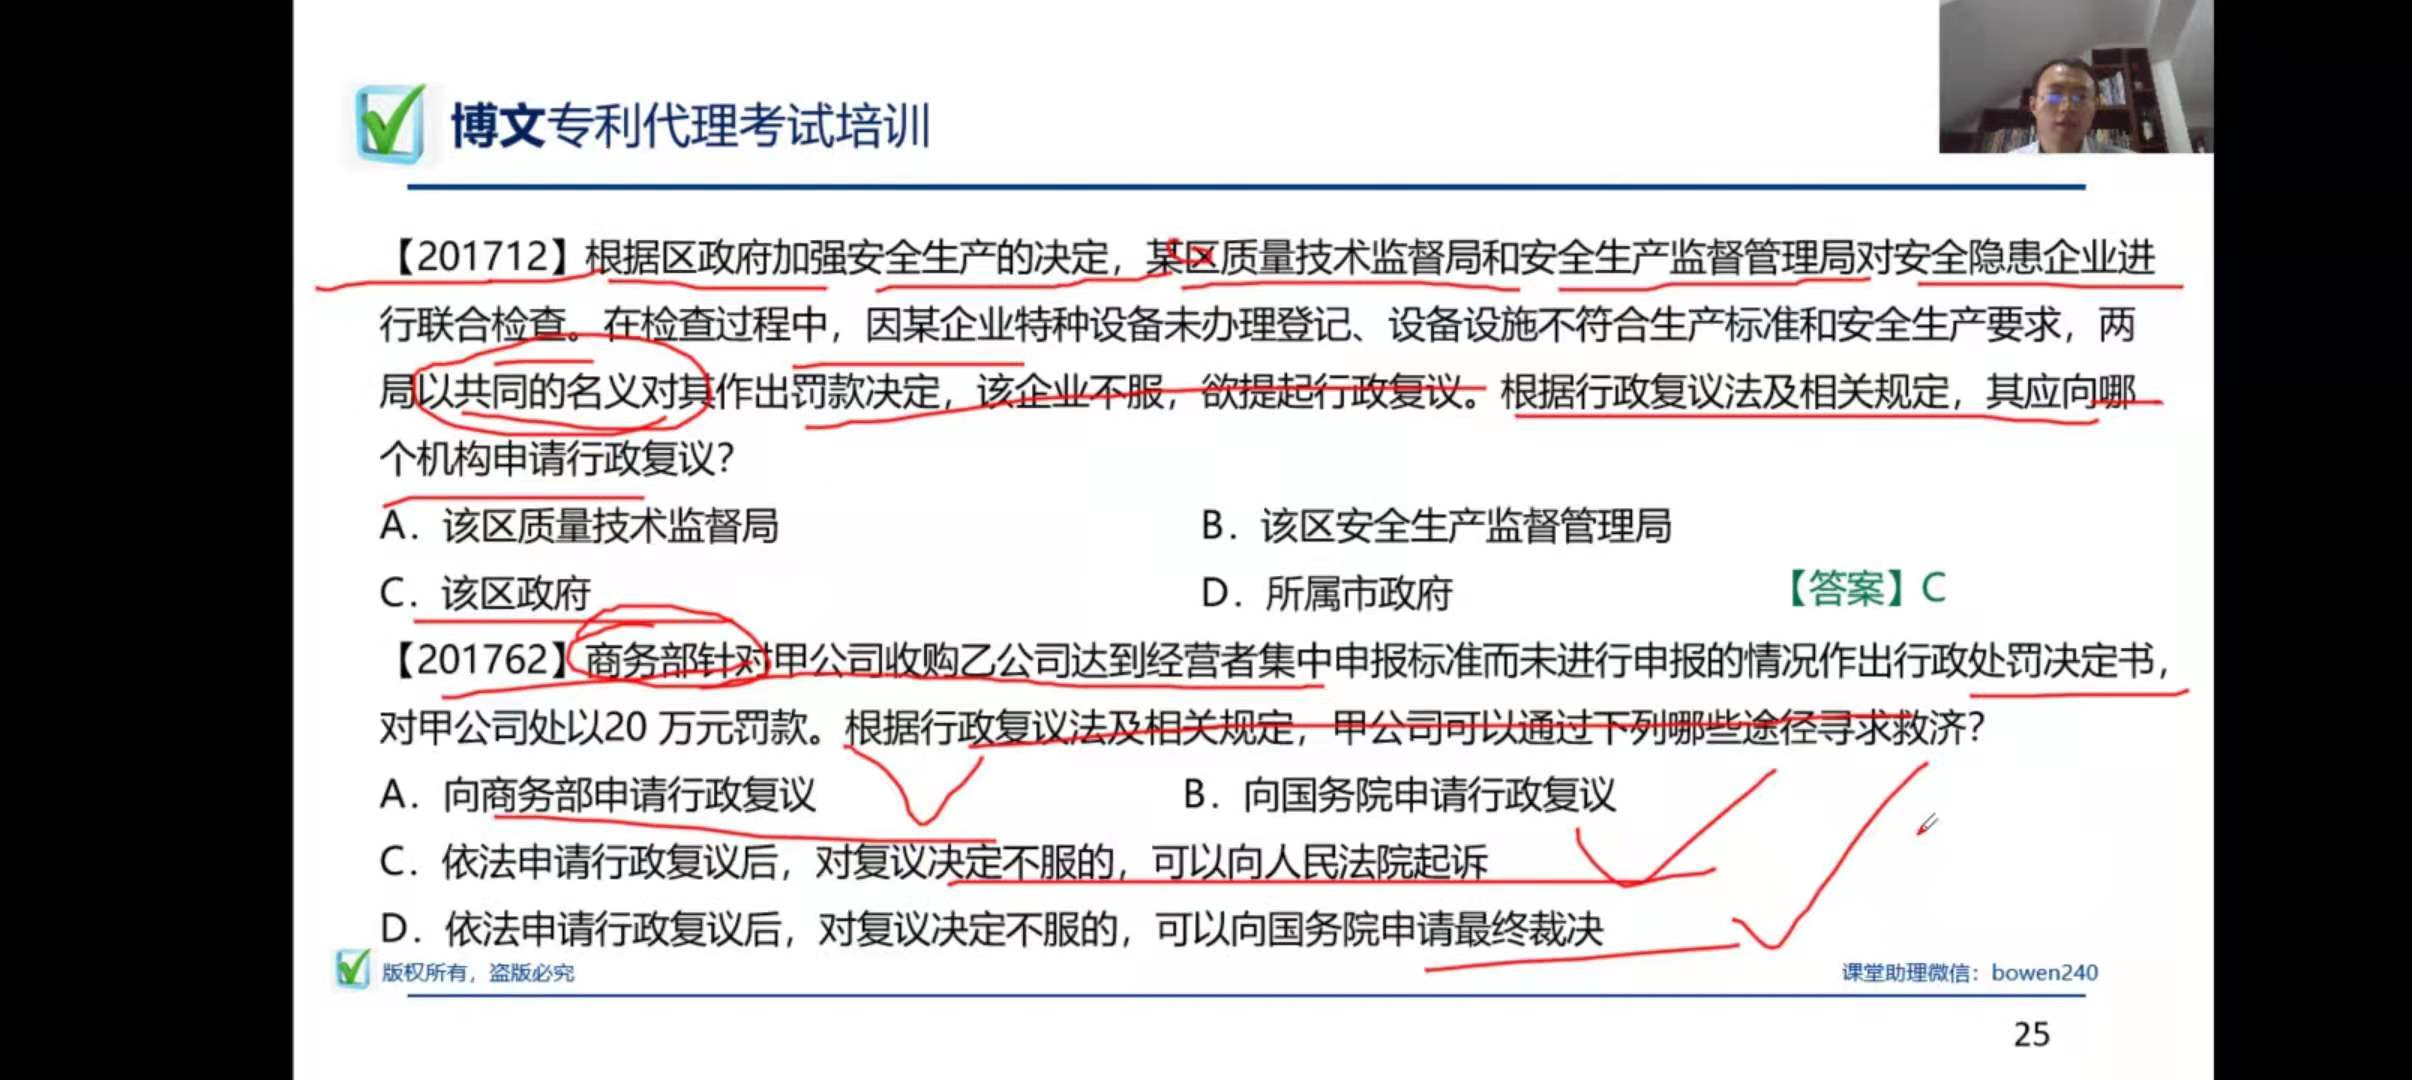 博文专利代理考试培训
【201712】根据区政府加强安全生产的决定，某区质量技术监督局和安全生产监督管理局对安全隐患企业进
行联合检查。在检查过程中，因某企业特种设备未办理登记、设备设施不符合生产标准和安全生产要求，两
局以共同的名义对其作出罚款决定，该企业不服，欲提起行政复议。根据行政复议法及相关规定，其应向哪
个机构申请行政复议？
A．该区质量技术监督局 B．该区安全生产监督管理局
C．该区政府 D．所属市政府 【答案】C
【201762】商务部针对甲公司收购乙公司达到经营者集中申报标准而未进行申报的情况作出行政处罚决定书，
对甲公司处以20 万元罚款。根据行政复议法及相关规定，甲公司可以通过下列哪些途径寻求救济？
A．向商务部申请行政复议 B．向国务院申请行政复议
C．依法申请行政复议后，对复议决定不服的，可以向人民法院起诉
D．依法申请行政复议后，对复议决定不服的，可以向国务院申请最终裁决
版权所有，盗版必究 课堂助理微信：bowen240
25